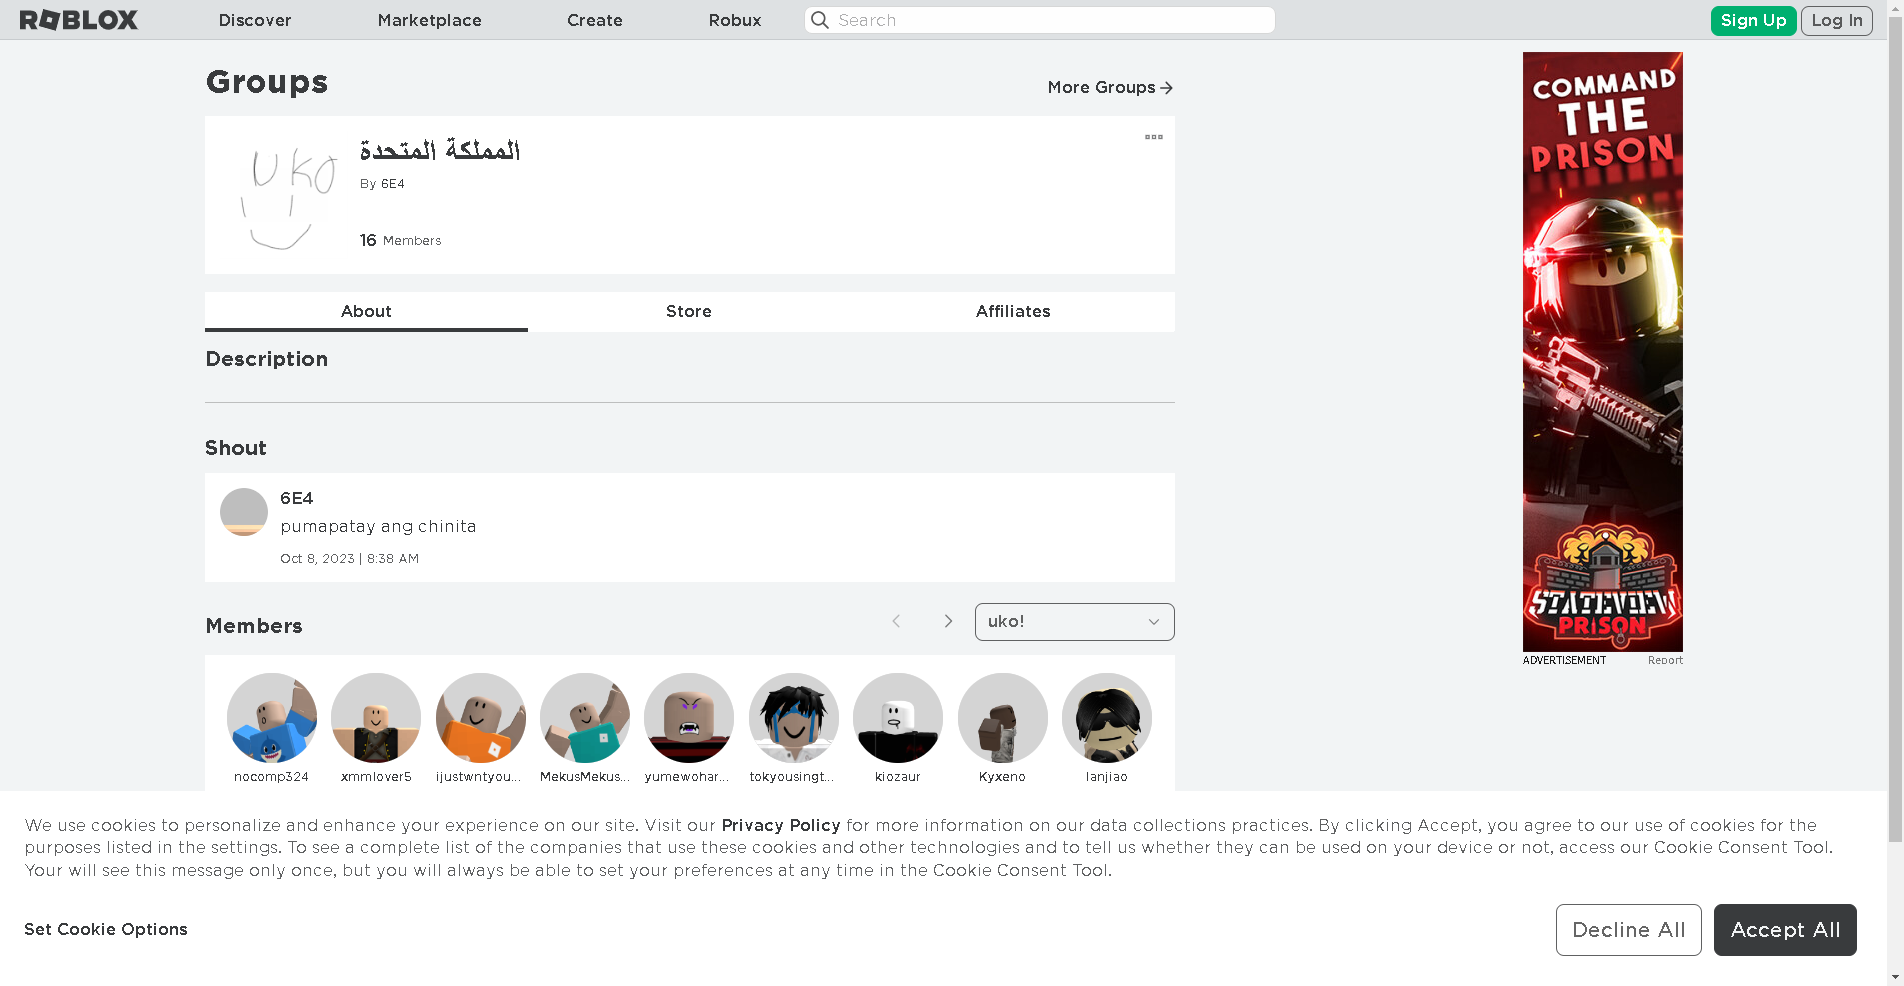 ROBLOX
Discover
Marketplace
Create
Robux
Search
Sign Up
Log In
Groups
More Groups
UKO
المملكة المتحدة
By 6E4
16 Members
About
Store
Affiliates
Description
Shout
6E4
pumapatay ang chinita
Oct 8, 2023 | 8:38 AM
Members
uko!
nocomp324
xmmlover5
ijustwntyou...
MekusMekus...
yumewohar...
tokyousingt...
kiozaur
Kyxeno
lanjiao
COMMAND
THE
PRISON
PRISON
ADVERTISEMENT
Report
We use cookies to personalize and enhance your experience on our site. Visit our Privacy Policy for more information on our data collections practices. By clicking Accept, you agree to our use of cookies for the
purposes listed in the settings. To see a complete list of the companies that use these cookies and other technologies and to tell us whether they can be used on your device or not, access our Cookie Consent Tool.
Your will see this message only once, but you will always be able to set your preferences at any time in the Cookie Consent Tool.
Set Cookie Options
Decline All
Accept All